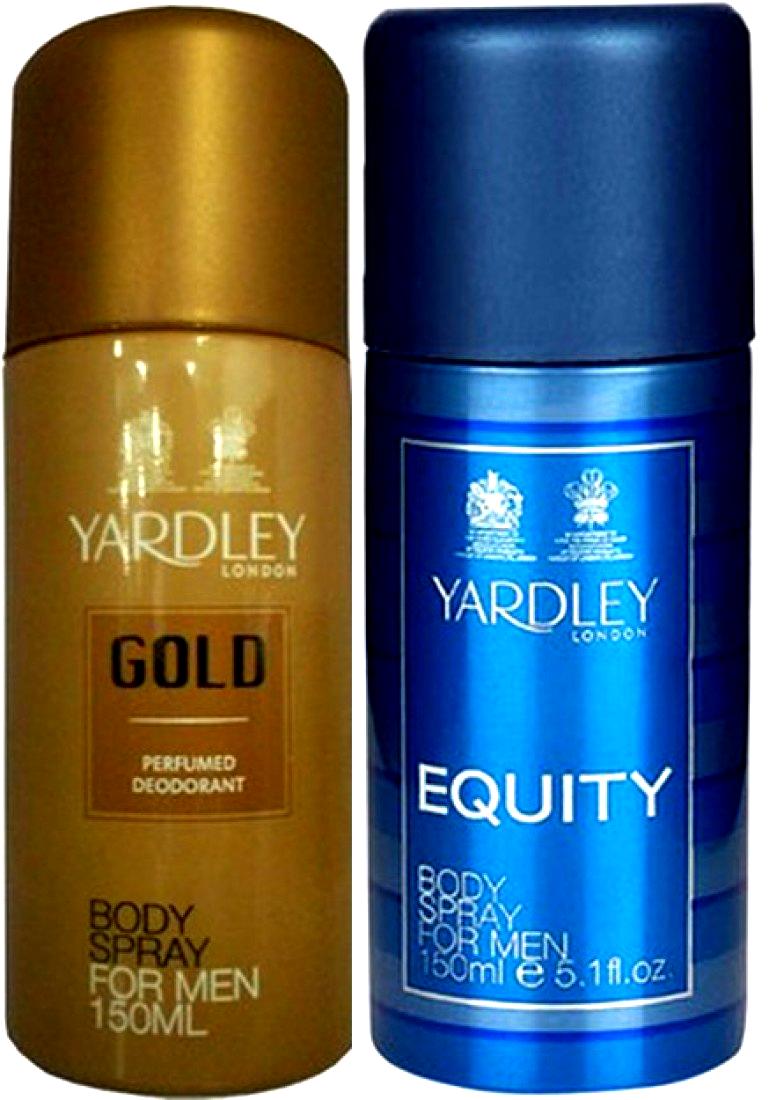 YARDLEY
LONDON
GOLD
PERFUMED
DEODORANT
BODY
SPRAY
FOR MEN
150ML
YARDLEY
LONDON
EQUITY
BODY
SPRAY
FOR MEN
150ml e 5.1fl.oz.